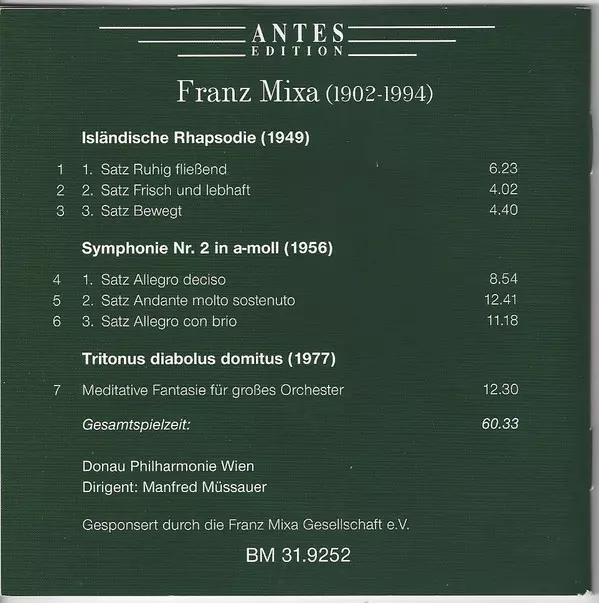 ANTES
EDITION
Franz Mixa (1902-1994)
Isländische Rhapsodie (1949)
1 1. Satz Ruhig fließend 6.23
2 2. Satz Frisch und lebhaft 4.02
3 3. Satz Bewegt 4.40
Symphonie Nr. 2 in a-moll (1956)
4 1. Satz Allegro deciso 8.54
5 2. Satz Andante molto sostenuto 12.41
6 3. Satz Allegro con brio 11.18
Tritonus diabolus domitus (1977)
7 Meditative Fantasie für großes Orchester 12.30
Gesamtspielzeit: 60.33
Donau Philharmonie Wien
Dirigent: Manfred Müssauer
Gesponsert durch die Franz Mixa Gesellschaft e.V.
BM 31.9252